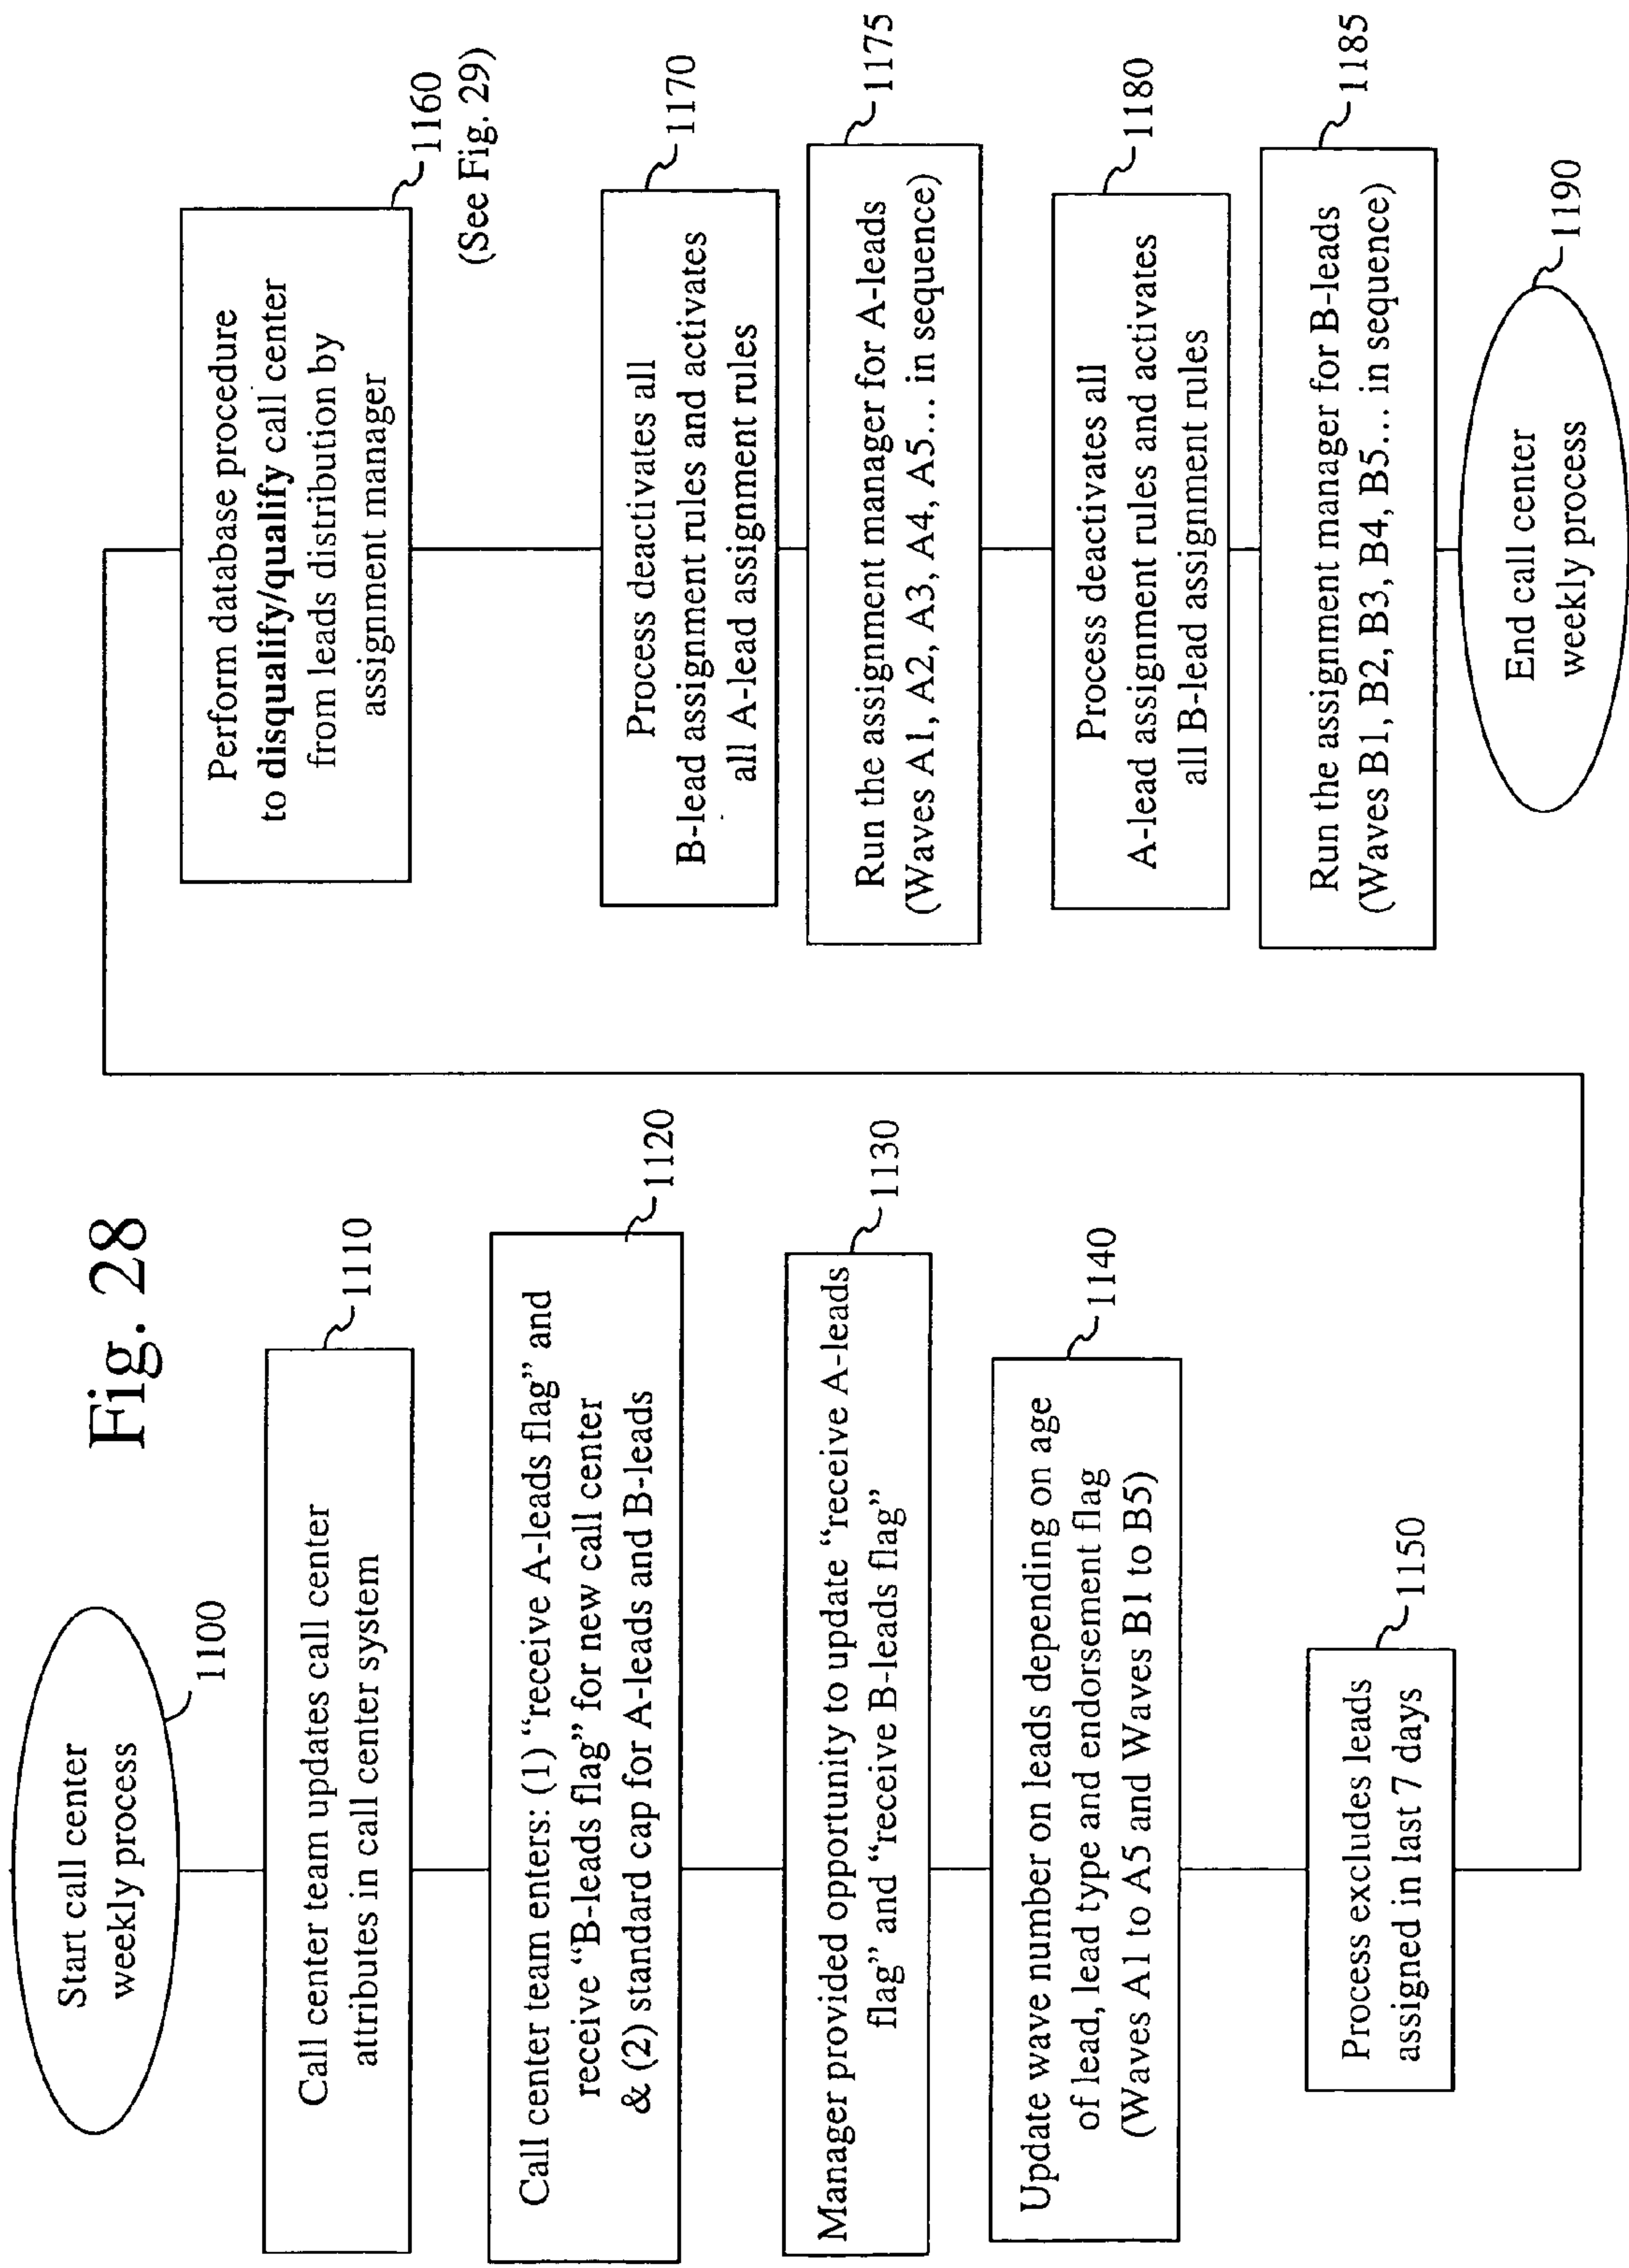 Fig. 28
Start call center
weekly process
1100
Call center team updates call center
attributes in call center system
1110
Call center team enters: (1) “receive A-leads flag” and
receive “B-leads flag” for new call center
& (2) standard cap for A-leads and B-leads
1120
Manager provided opportunity to update “receive A-leads
flag” and “receive B-leads flag”
1130
Update wave number on leads depending on age
of lead, lead type and endorsement flag
(Waves A1 to A5 and Waves B1 to B5)
1140
Process excludes leads
assigned in last 7 days
1150
Perform database procedure
to disqualify/qualify call center
from leads distribution by
assignment manager
1160
(See Fig. 29)
Process deactivates all
B-lead assignment rules and activates
all A-lead assignment rules
1170
Run the assignment manager for A-leads
(Waves A1, A2, A3, A4, A5... in sequence)
1175
Process deactivates all
A-lead assignment rules and activates
all B-lead assignment rules
1180
Run the assignment manager for B-leads
(Waves B1, B2, B3, B4, B5... in sequence)
1185
End call center
weekly process
1190